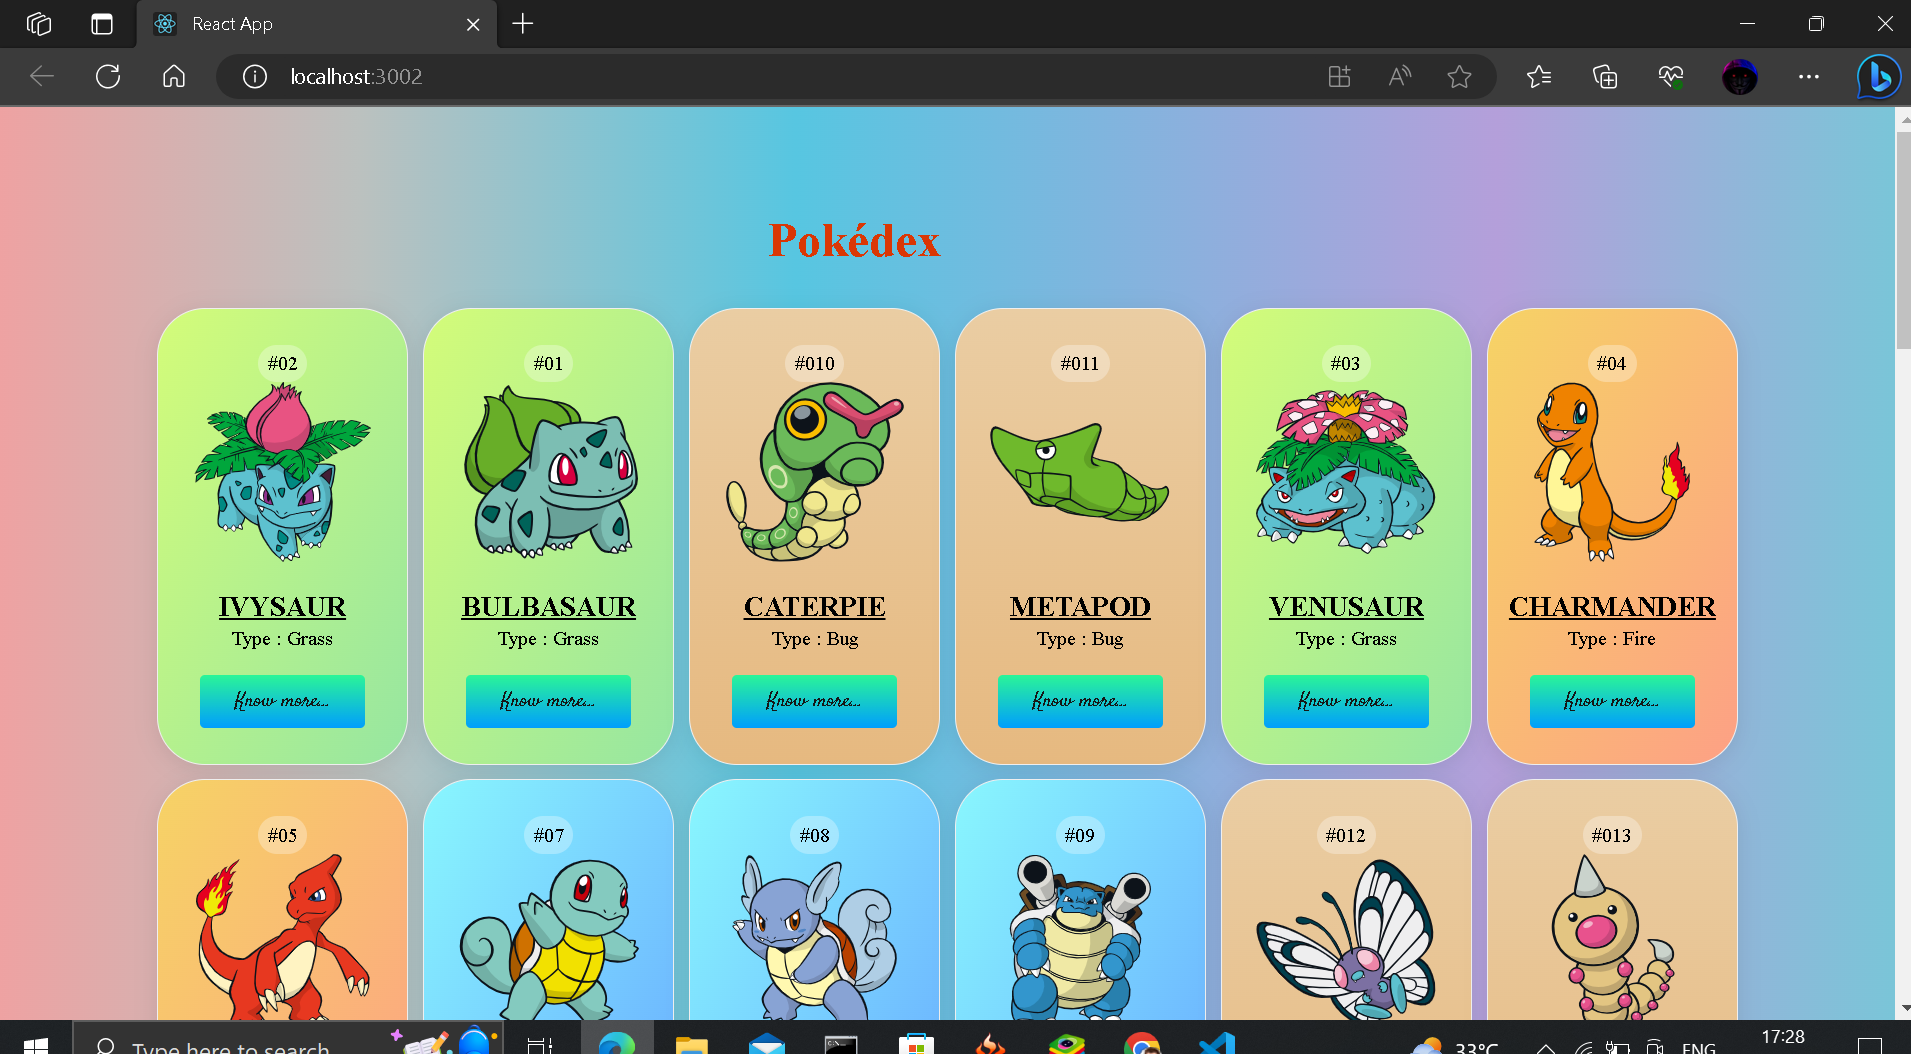 React App
localhost:3002
Pokédex
#02 #01 #010 #011 #03 #04
IVYSAUR BULBASAUR CATERPIE METAPOD VENUSAUR CHARMANDER
Type : Grass Type : Grass Type : Bug Type : Bug Type : Grass Type : Fire
Know more... Know more... Know more... Know more... Know more... Know more...
#05 #07 #08 #09 #012 #013
Type here to search
33°C
ENG
17:28